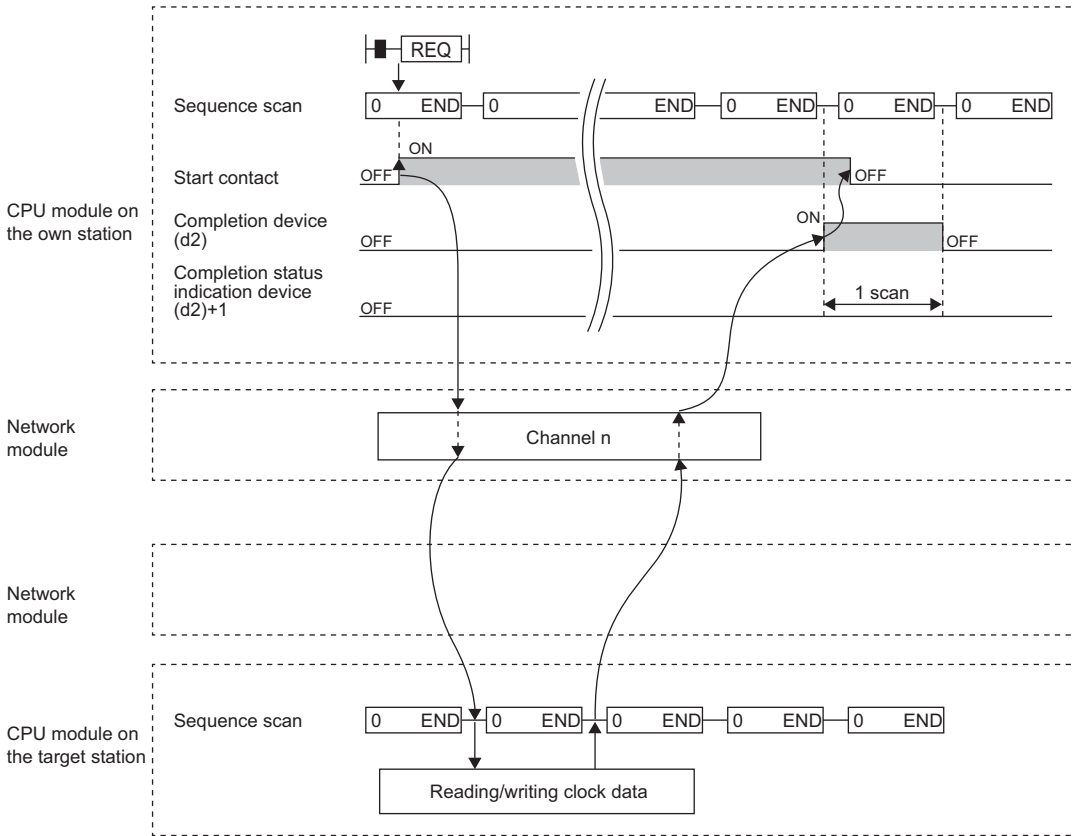 REQ
Sequence scan
0 END 0 END 0 END 0 END 0 END
ON
Start contact
OFF
OFF
CPU module on
the own station
Completion device
(d2)
ON
OFF
OFF
Completion status
indication device
(d2)+1
OFF
1 scan
Network
module
Channel n
Network
module
CPU module on
the target station
Sequence scan
0 END 0 END 0 END 0 END 0 END
Reading/writing clock data